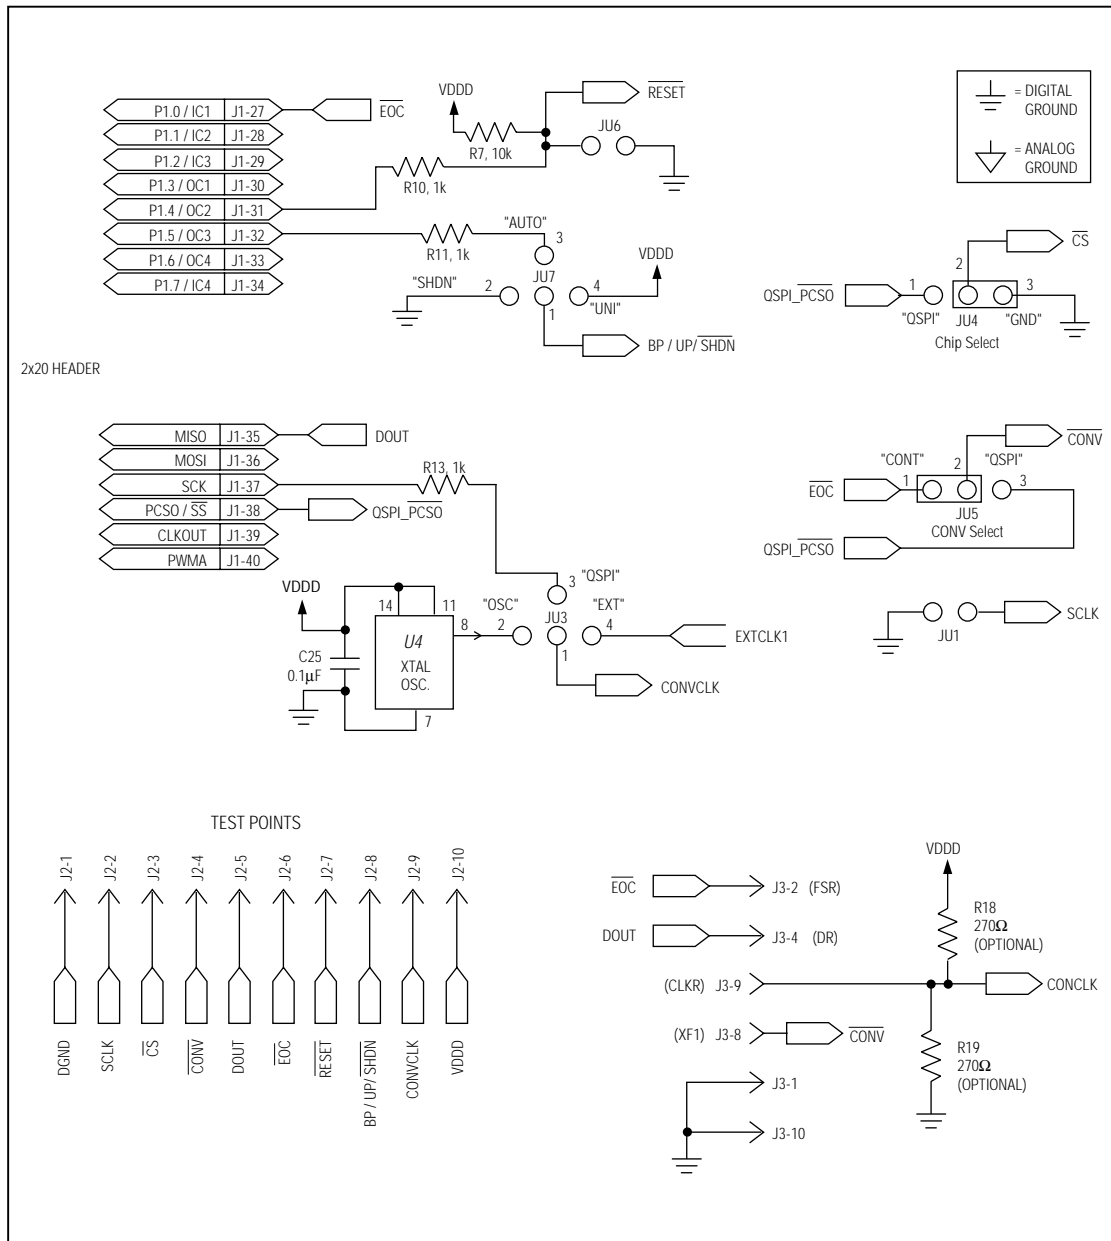 P1.0 / IC1 J1-27
EOC
P1.1 / IC2 J1-28
P1.2 / IC3 J1-29
P1.3 / OC1 J1-30
P1.4 / OC2 J1-31
P1.5 / OC3 J1-32
P1.6 / OC4 J1-33
P1.7 / IC4 J1-34
VDDD
RESET
R7, 10k
JU6
R10, 1k
R11, 1k
"AUTO"
3
VDDD
"SHDN"
2
JU7
4
"UNI"
1
BP / UP/ SHDN
= DIGITAL
GROUND
= ANALOG
GROUND
CS
2
QSPI_PCSO
1
3
"QSPI"
JU4
"GND"
Chip Select
2x20 HEADER
MISO J1-35
DOUT
MOSI J1-36
SCK J1-37
PCSO / SS J1-38
QSPI_PCSO
CLKOUT J1-39
PWMA J1-40
R13, 1k
CONV
"CONT"
2
"QSPI"
EOC
1
3
JU5
CONV Select
QSPI_PCSO
VDDD
14
11
U4
XTAL
OSC.
8
7
C25
0.1µF
3
"QSPI"
"OSC"
2
JU3
"EXT"
4
1
EXTCLK1
CONVCLK
JU1
SCLK
TEST POINTS
J2-1
J2-2
J2-3
J2-4
J2-5
J2-6
J2-7
J2-8
J2-9
J2-10
DGND
SCLK
CS
CONV
DOUT
EOC
RESET
BP / UP/ SHDN
CONVCLK
VDDD
EOC
J3-2 (FSR)
DOUT
J3-4 (DR)
(CLKR) J3-9
(XF1) J3-8
CONV
J3-1
J3-10
VDDD
R18
270Ω
(OPTIONAL)
CONCLK
R19
270Ω
(OPTIONAL)